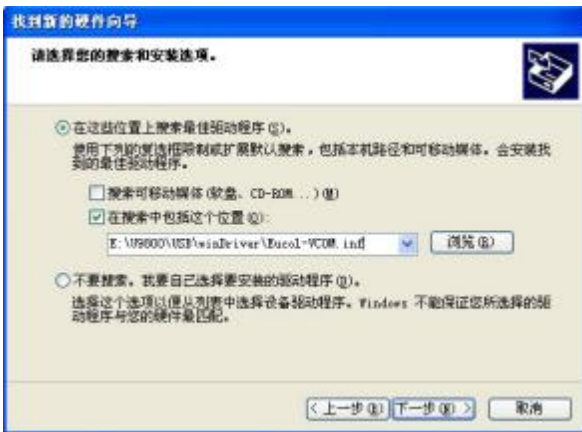 找到新的硬件向导
请选择您的搜索和安装选项。
在这些位置上搜索最佳驱动程序(S)。
使用下列的复选框限制或扩展默认搜索，包括本机路径和可移动媒体。会安装找
到的最佳驱动程序。
搜索可移动媒体(软盘、CD-ROM...)(M)
在搜索中包括这个位置(O):
E:\U9800\USB\winDriver\Eucol-VCOM.inf
浏览(R)
不要搜索。我要自己选择要安装的驱动程序(D)。
选择这个选项以便从列表中选择设备驱动程序。Windows 不能保证您所选择的驱
动程序与您的硬件最匹配。
< 上一步(B)
下一步(N) >
取消